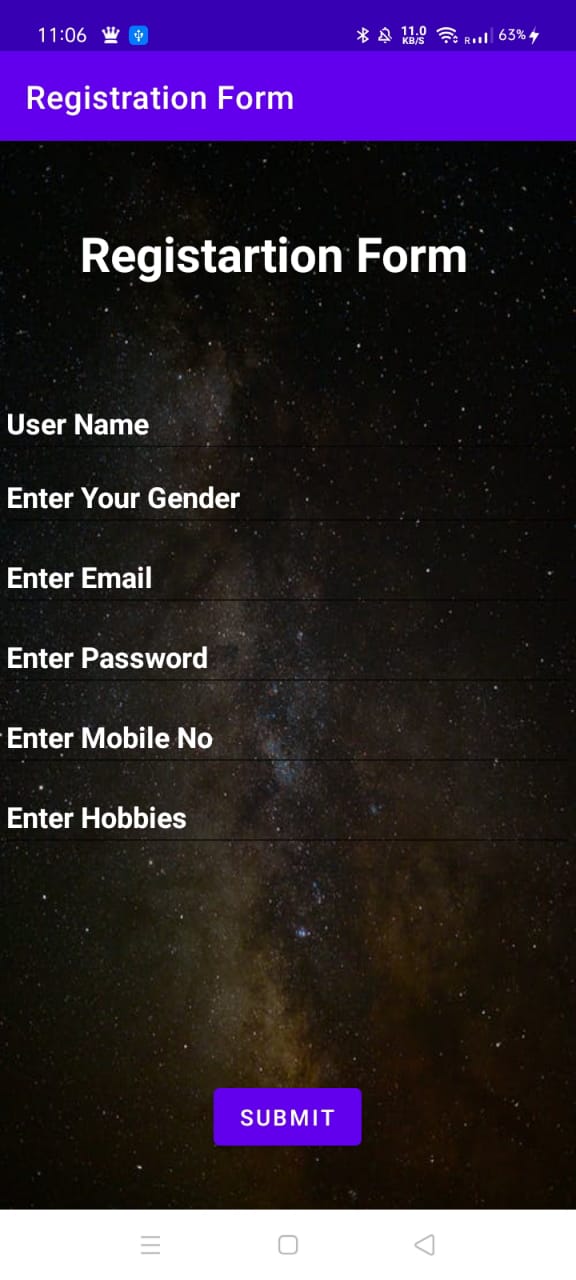 11:06 11.0 KB/S R 63%
Registration Form
Registartion Form
User Name
Enter Your Gender
Enter Email
Enter Password
Enter Mobile No
Enter Hobbies
SUBMIT